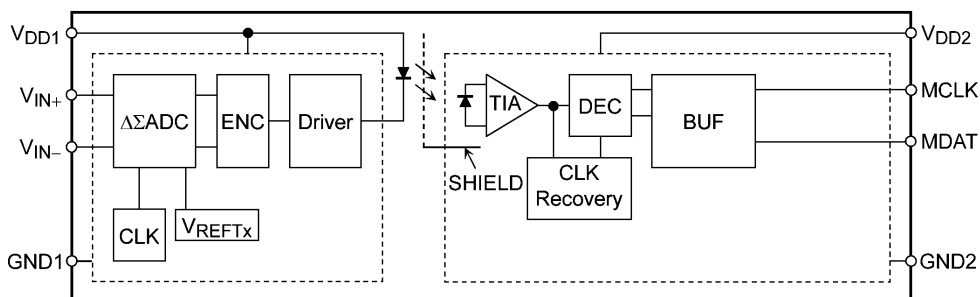 VDD1
VIN+
VIN−
GND1
ΔΣADC
ENC
Driver
CLK
VREFTx
SHIELD
TIA
DEC
BUF
CLK
Recovery
VDD2
MCLK
MDAT
GND2